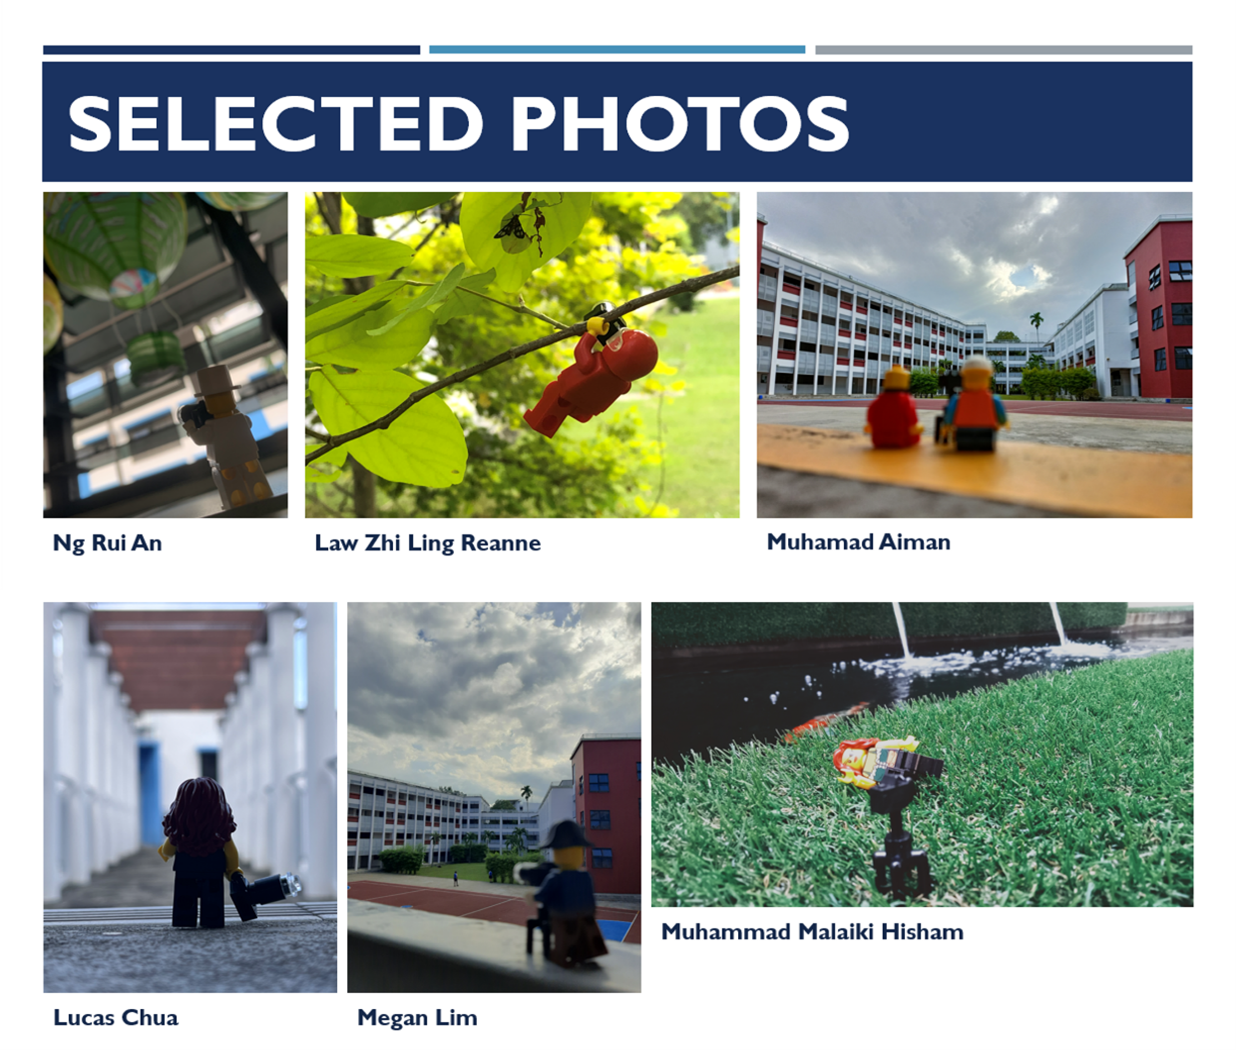 SELECTED PHOTOS
Ng Rui An
Law Zhi Ling Reanne
Muhamad Aiman
Lucas Chua
Megan Lim
Muhammad Malaiki Hisham